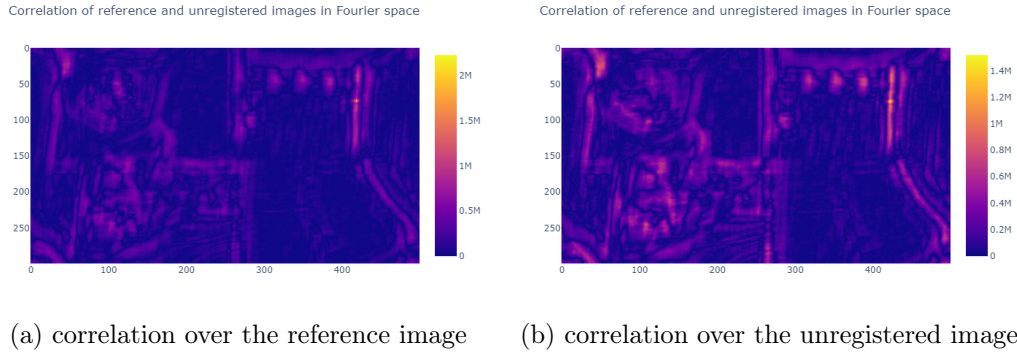 Correlation of reference and unregistered images in Fourier space
0
50
100
150
200
250
0
100
200
300
400
2M
1.5M
1M
0.5M
0
(a) correlation over the reference image
Correlation of reference and unregistered images in Fourier space
0
50
100
150
200
250
0
100
200
300
400
1.4M
1.2M
1M
0.8M
0.6M
0.4M
0.2M
0
(b) correlation over the unregistered image